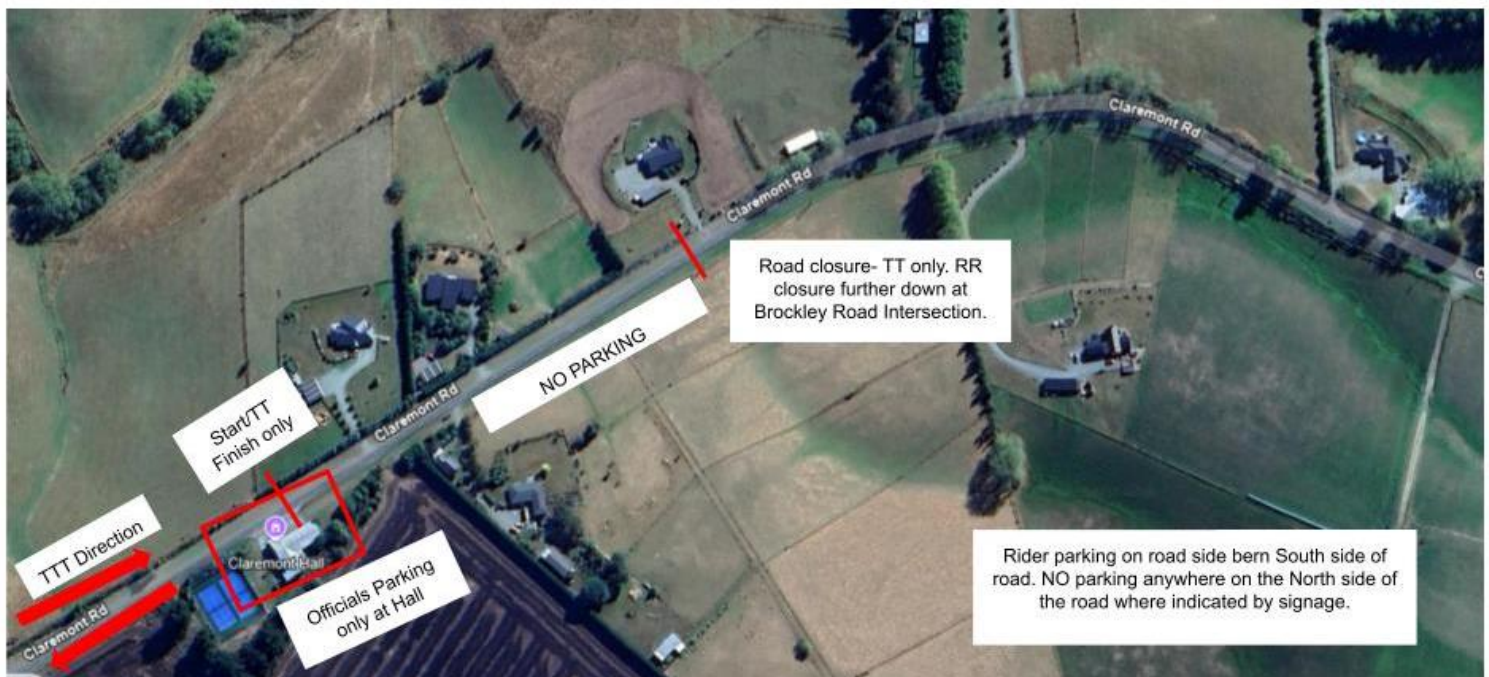 Claremont Rd
Claremont Rd
Road closure- TT only. RR
closure further down at
Brockley Road Intersection.
NO PARKING
Claremont Rd
Start/TT
Finish only
TTT Direction
Claremont Hall
Officials Parking
only at Hall
Claremont Rd
Rider parking on road side bern South side of
road. NO parking anywhere on the North side of
the road where indicated by signage.